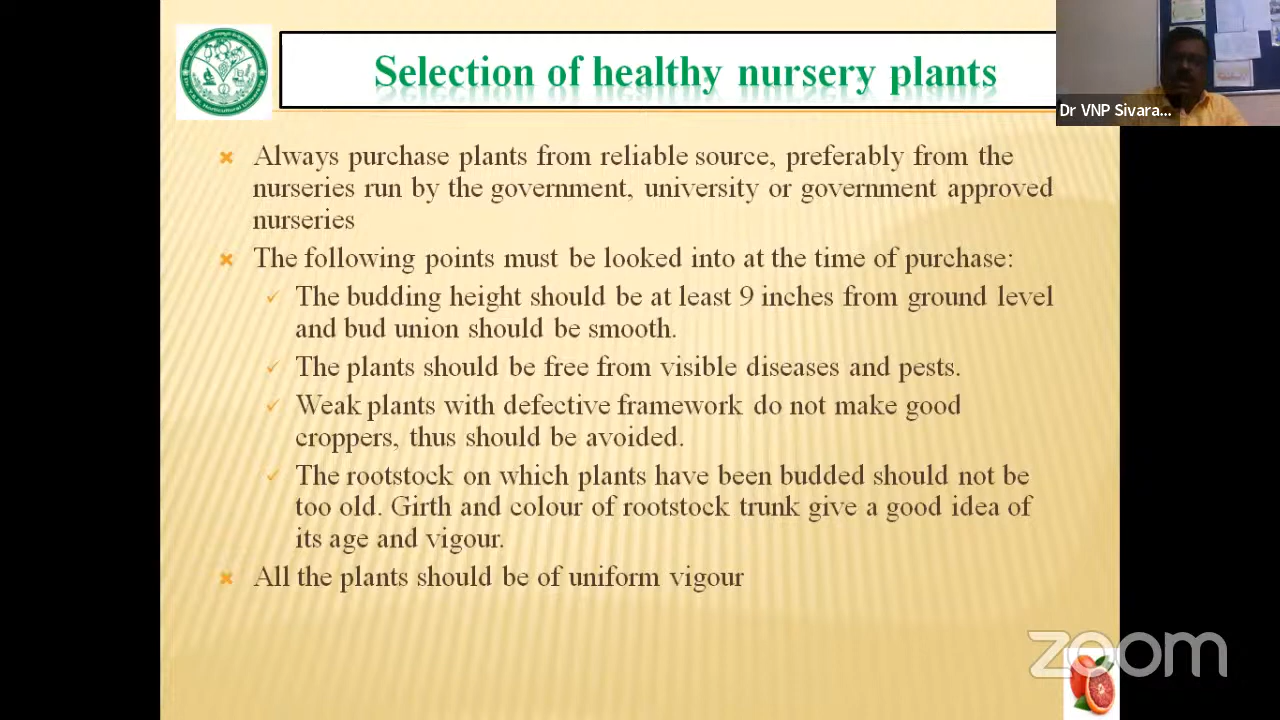 Selection of healthy nursery plants
Dr VNP Sivara...
Always purchase plants from reliable source, preferably from the
nurseries run by the government, university or government approved
nurseries
The following points must be looked into at the time of purchase:
The budding height should be at least 9 inches from ground level
and bud union should be smooth.
The plants should be free from visible diseases and pests.
Weak plants with defective framework do not make good
croppers, thus should be avoided.
The rootstock on which plants have been budded should not be
too old. Girth and colour of rootstock trunk give a good idea of
its age and vigour.
All the plants should be of uniform vigour
zoom